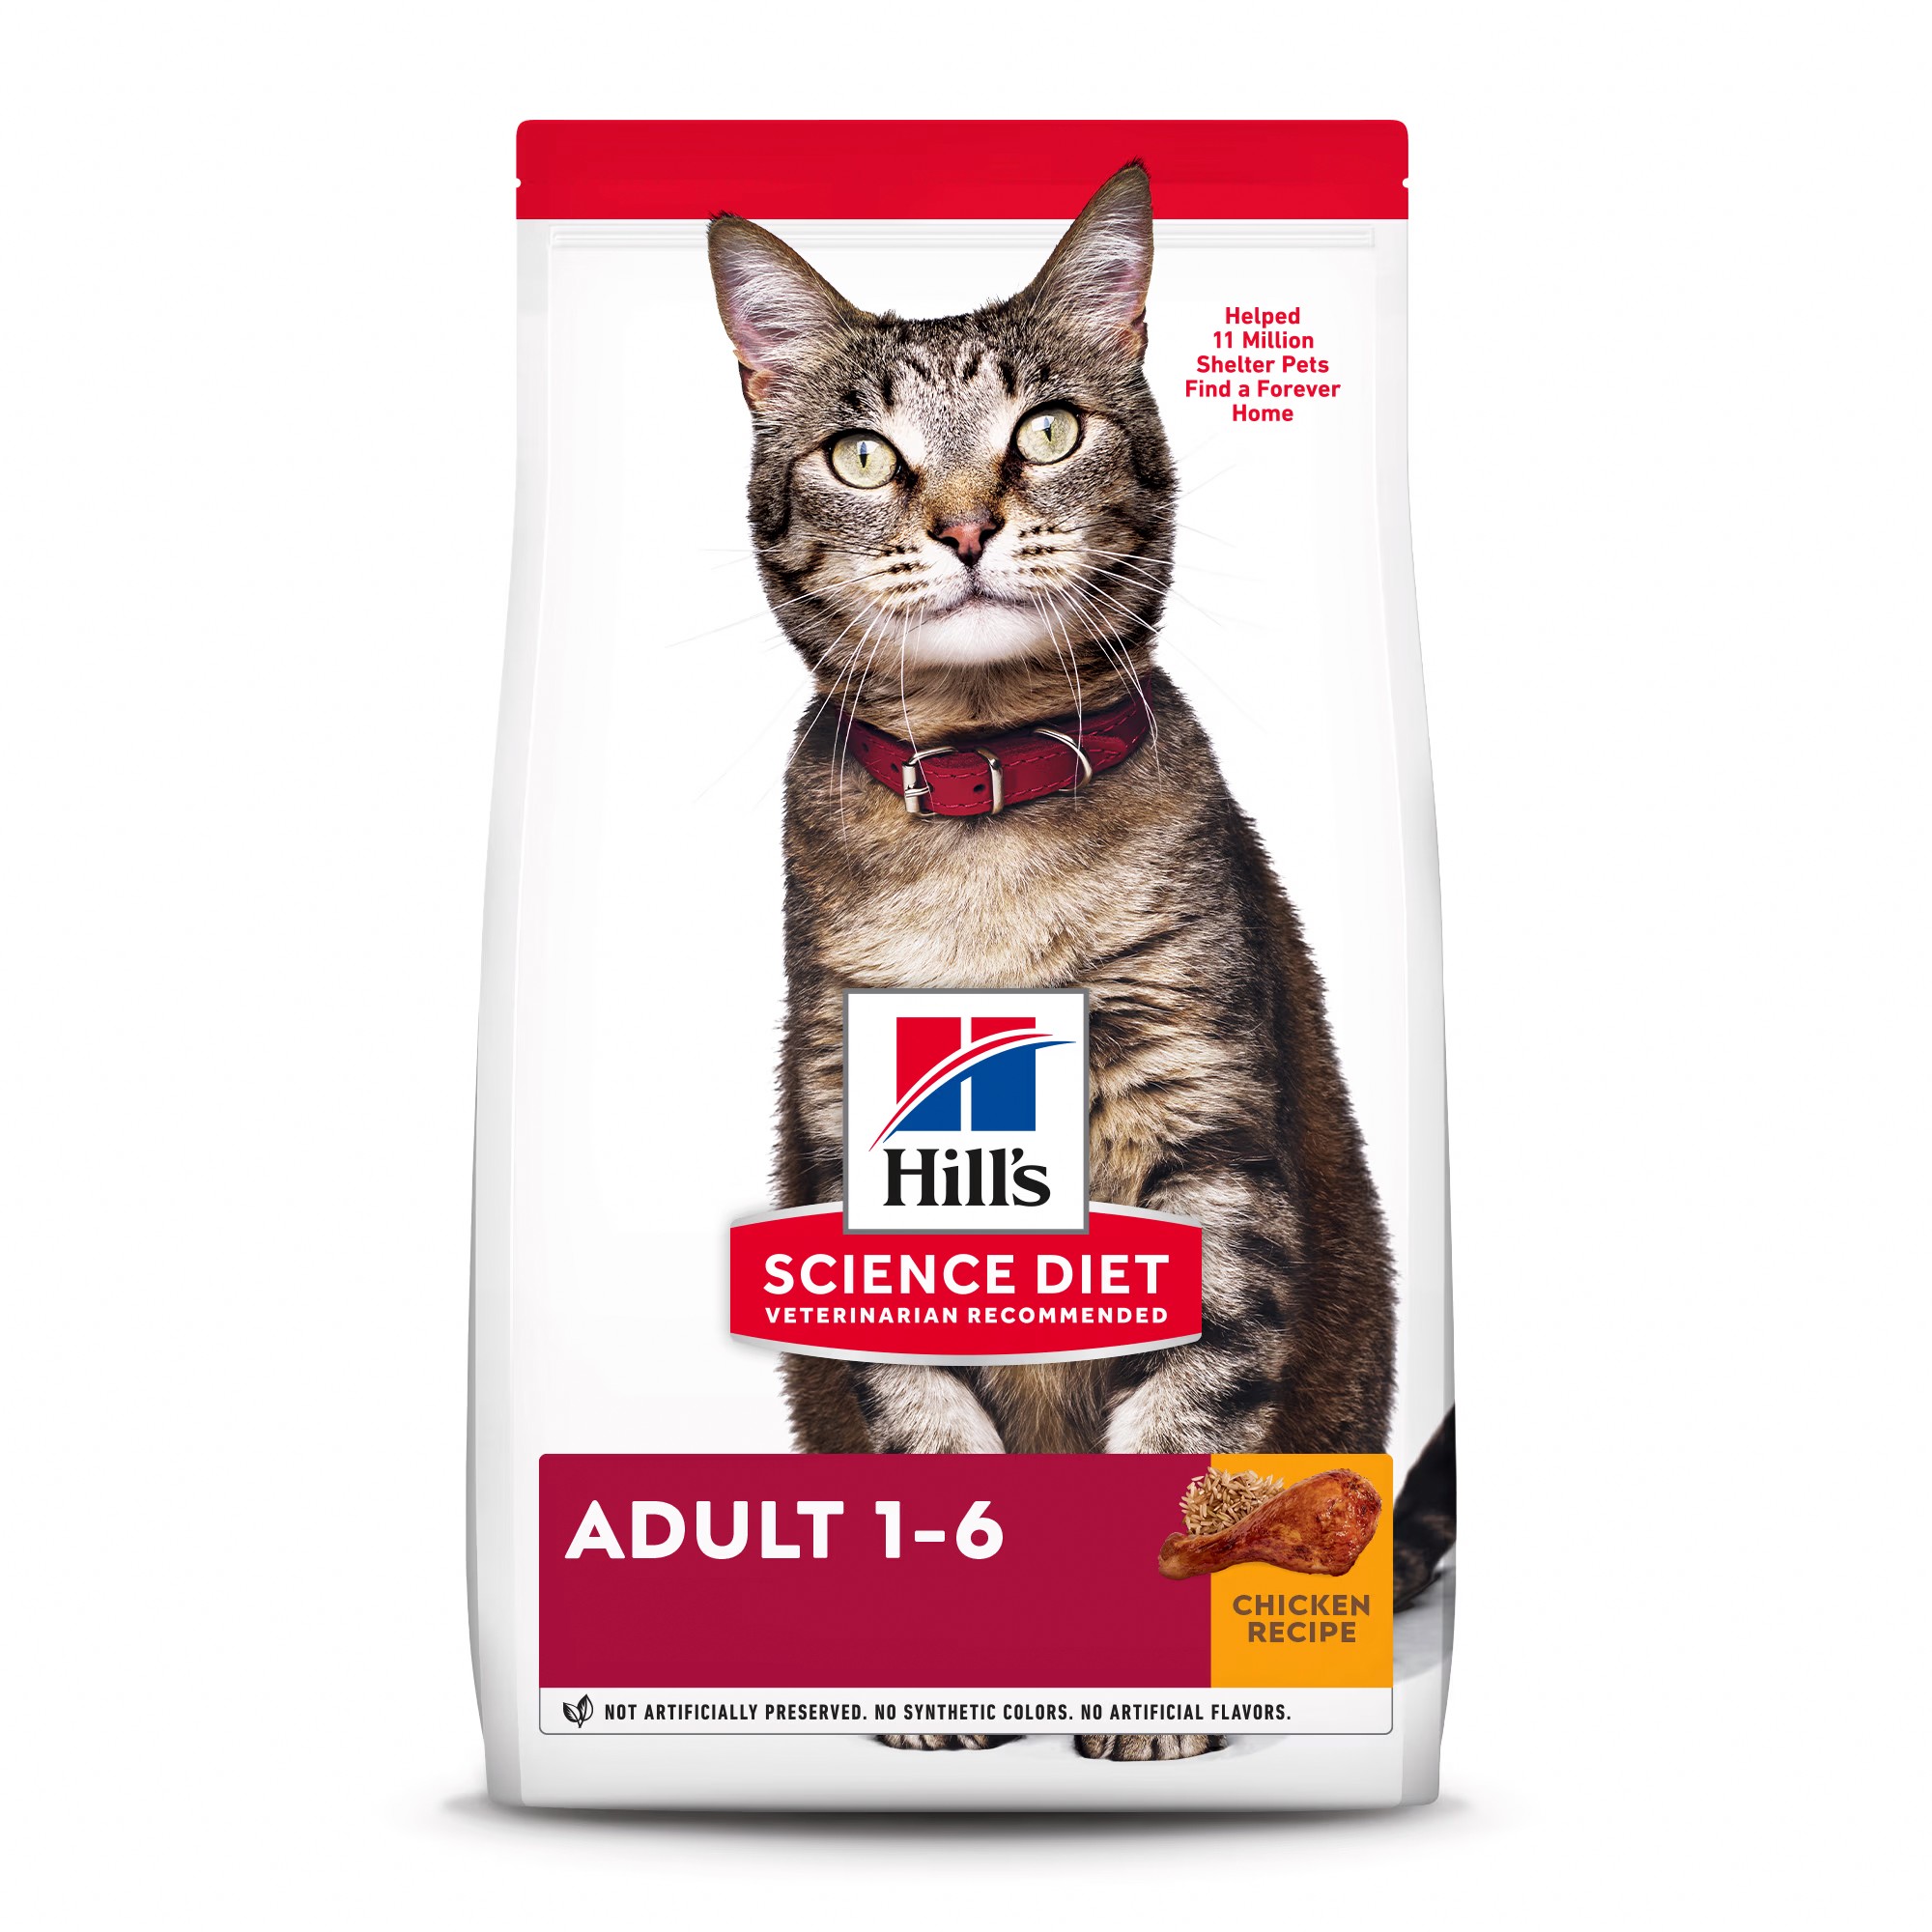 Helped
11 Million
Shelter Pets
Find a Forever
Home
Hill's
SCIENCE DIET
VETERINARIAN RECOMMENDED
ADULT 1-6
CHICKEN
RECIPE
NOT ARTIFICIALLY PRESERVED. NO SYNTHETIC COLORS. NO ARTIFICIAL FLAVORS.